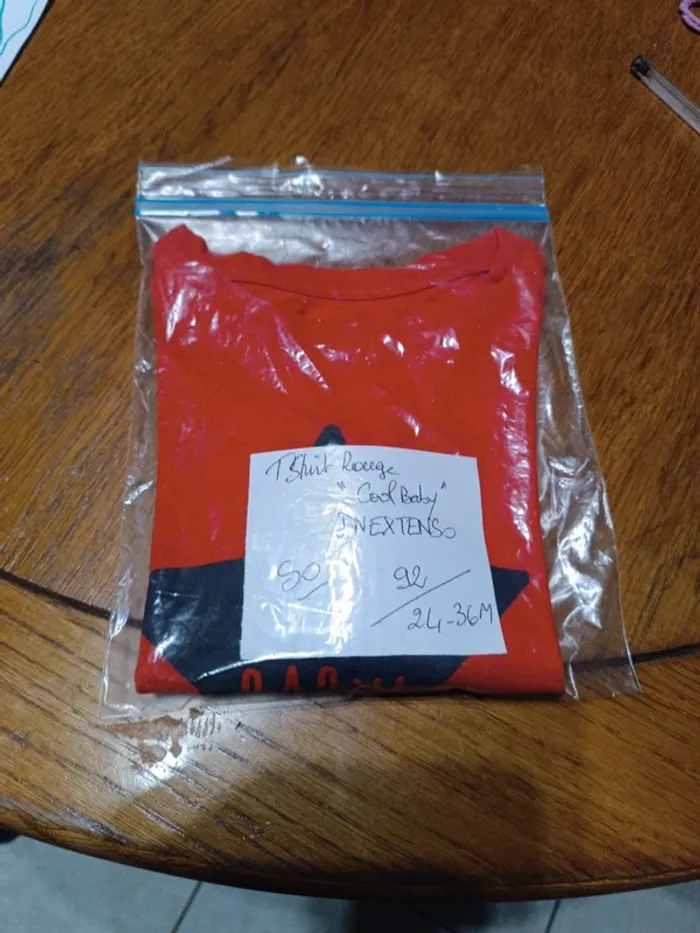 TShirt Rouge
"Cool Baby"
INEXTENSO
50 92
24-36M